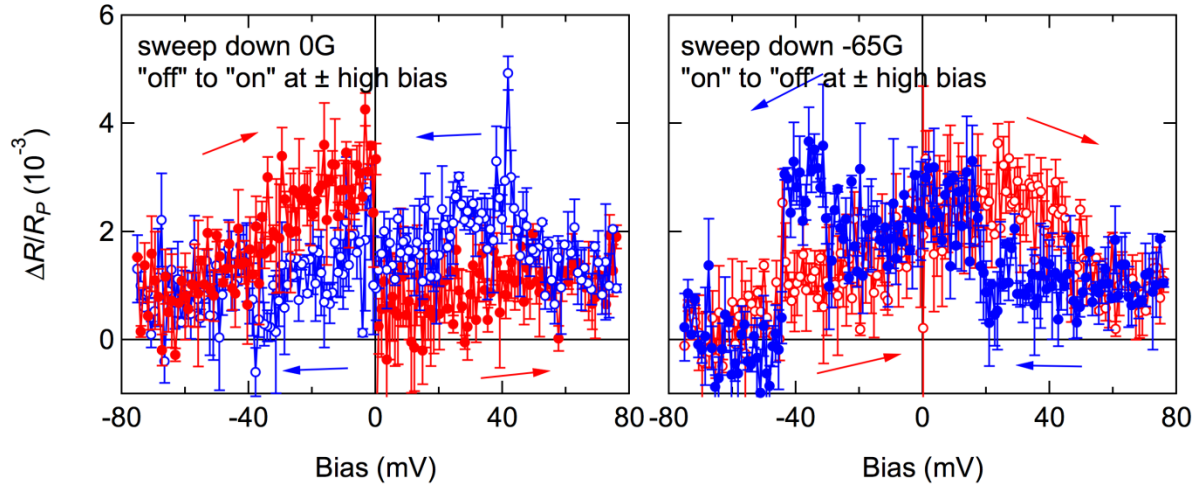 6
4
2
0
ΔR/R_P (10^-3)
sweep down 0G
"off" to "on" at ± high bias
-80
-40
0
40
80
Bias (mV)
sweep down -65G
"on" to "off' at ± high bias
-80
-40
0
40
80
Bias (mV)